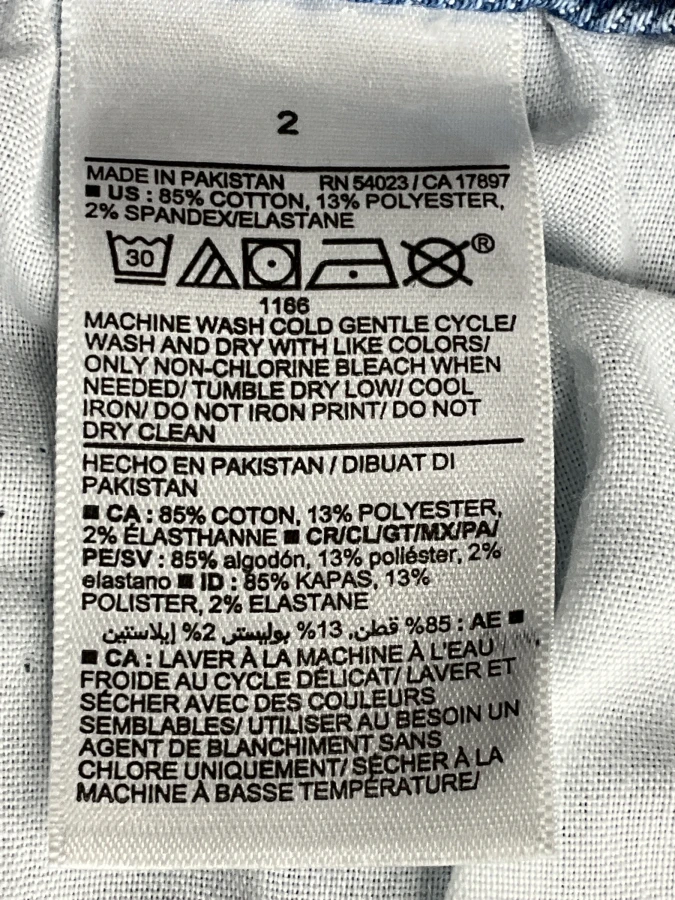 2
MADE IN PAKISTAN RN 54023 / CA 17897
■ US : 85% COTTON, 13% POLYESTER,
2% SPANDEX/ELASTANE
30 ®
1166
MACHINE WASH COLD GENTLE CYCLE/
WASH AND DRY WITH LIKE COLORS/
ONLY NON-CHLORINE BLEACH WHEN
NEEDED/ TUMBLE DRY LOW/ COOL
IRON/ DO NOT IRON PRINT/ DO NOT
DRY CLEAN
HECHO EN PAKISTAN / DIBUAT DI
PAKISTAN
■ CA : 85% COTON, 13% POLYESTER,
2% ÉLASTHANNE ■ CR/CL/GT/MX/PA/
PE/SV : 85% algodón, 13% poliéster, 2%
elastano ■ ID : 85% KAPAS, 13%
POLISTER, 2% ELASTANE
■ AE : 85% قطن, 13% بوليستر, 2% إيلاستين
■ CA : LAVER À LA MACHINE À L'EAU
FROIDE AU CYCLE DÉLICAT/ LAVER ET
SÉCHER AVEC DES COULEURS
SEMBLABLES/ UTILISER AU BESOIN UN
AGENT DE BLANCHIMENT SANS
CHLORE UNIQUEMENT/ SÉCHER À LA
MACHINE À BASSE TEMPÉRATURE/